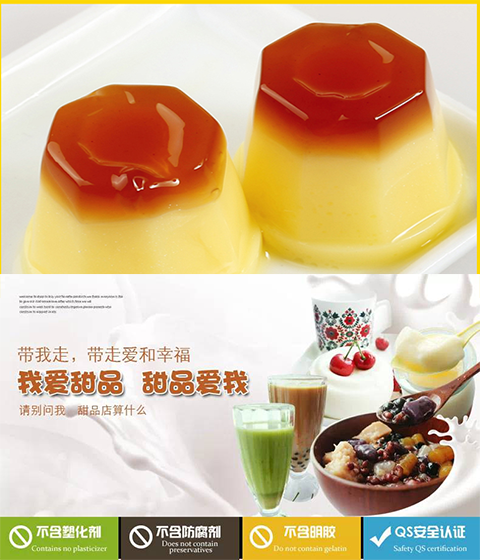 带我走，带走爱和幸福
我爱甜品 甜品爱我
请别问我 甜品店算什么
不含塑化剂
Contains no plasticizer
不含防腐剂
Does not contain
preservatives
不含明胶
Do not contain gelatin
QS安全认证
Safety QS certification